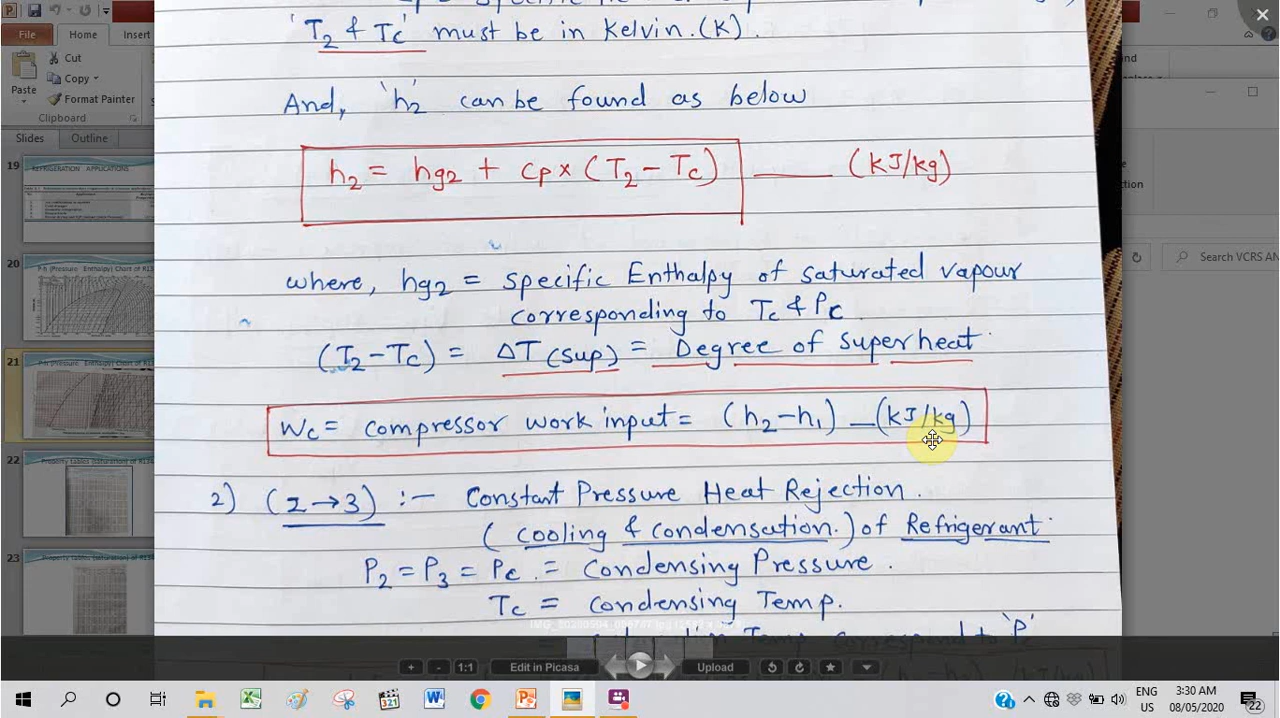 File
Home
Insert
Cut
Copy
Format Painter
Paste
Clipboard
Slides
Outline
19
REFRIGERATION APPLICATIONS
20
21
22
23
'T2 & Tc' must be in Kelvin.(K).
And, 'h2' can be found as below
h2 = hg2 + Cp x (T2 - Tc) ____ (KJ/kg)
where, hg2 = specific Enthalpy of saturated vapour
corresponding to Tc & Pc
(T2-Tc) = ΔT(sup) = Degree of superheat
Wc = compressor work input = (h2-h1) _(KJ/kg)
2) (2→3) :- Constant Pressure Heat Rejection.
(cooling & condensation.) of Refrigerant.
P2 = P3 = Pc. = Condensing Pressure.
Tc = Condensing Temp.
Search VCRS AN
+
-
1:1
Edit in Picasa
Upload
ENG
US
3:30 AM
08/05/2020
22